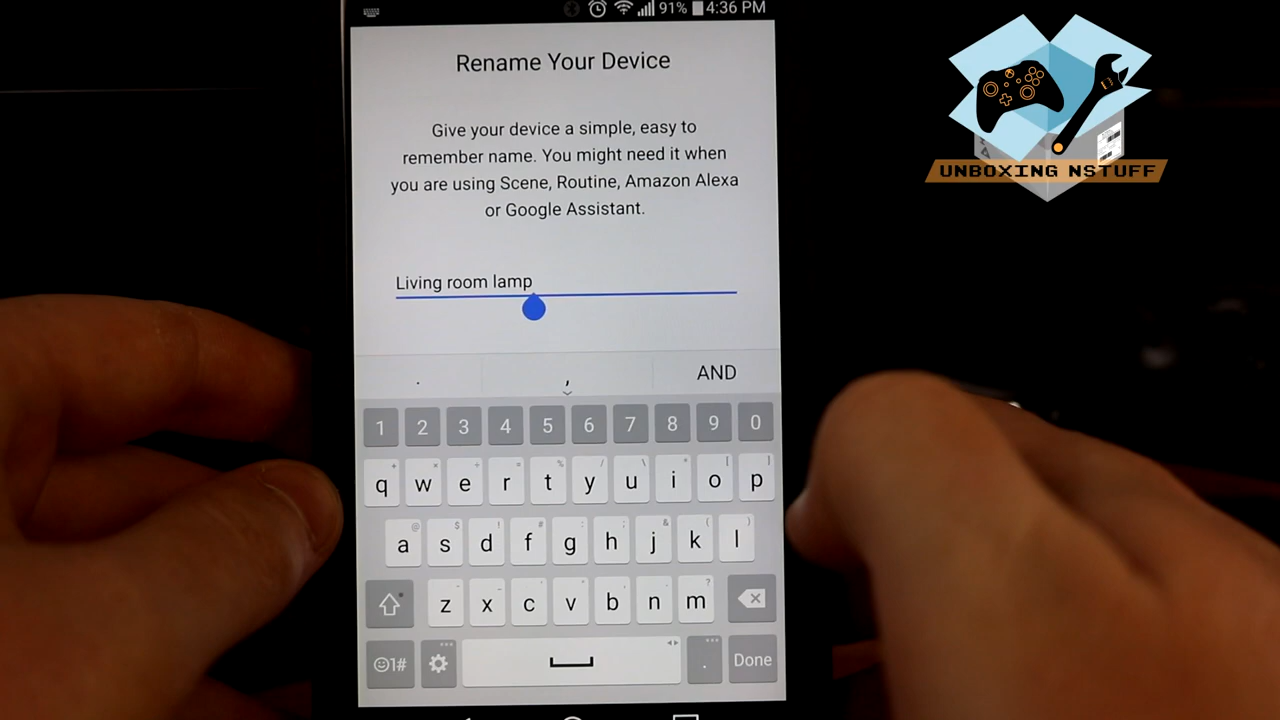 91% 4:36 PM
Rename Your Device
Give your device a simple, easy to
remember name. You might need it when
you are using Scene, Routine, Amazon Alexa
or Google Assistant.
Living room lamp
. , AND
1 2 3 4 5 6 7 8 9 0
q w e r t y u i o p
a s d f g h j k l
z x c v b n m
☺1# . Done
UNBOXING NSTUFF